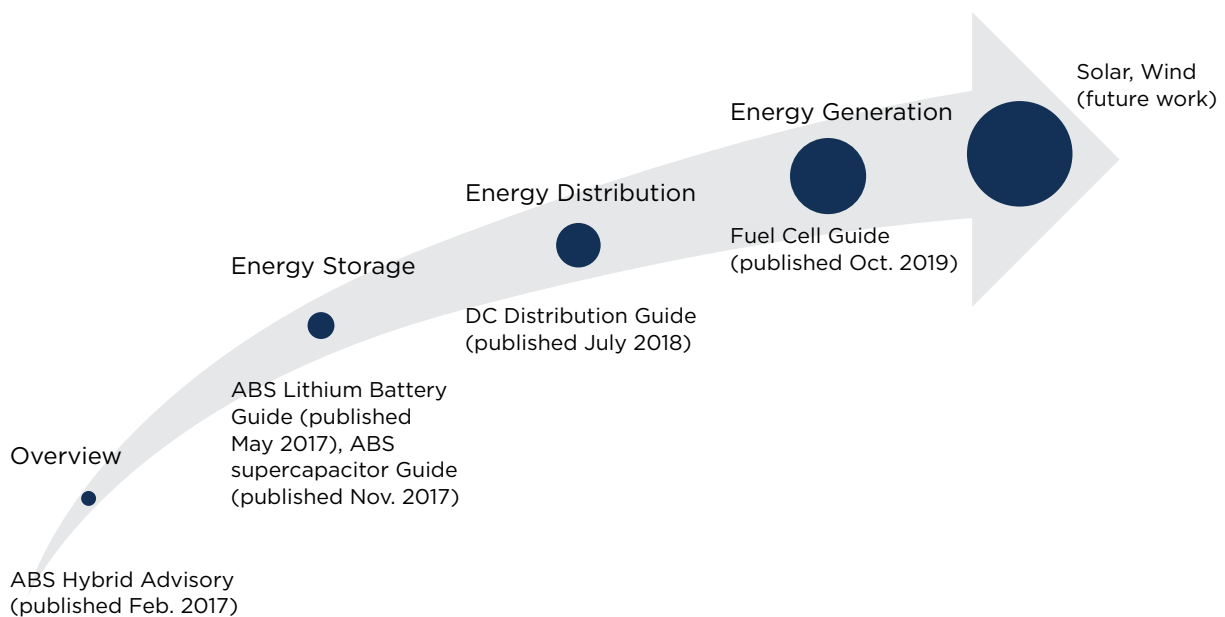 Overview
ABS Hybrid Advisory
(published Feb. 2017)
Energy Storage
ABS Lithium Battery
Guide (published
May 2017), ABS
supercapacitor Guide
(published Nov. 2017)
Energy Distribution
DC Distribution Guide
(published July 2018)
Energy Generation
Fuel Cell Guide
(published Oct. 2019)
Solar, Wind
(future work)